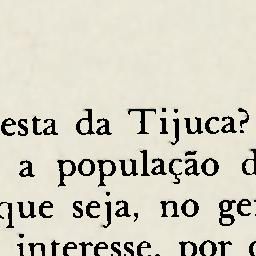 esta da Tijuca?
a população d
que seja, no ge
interesse, por